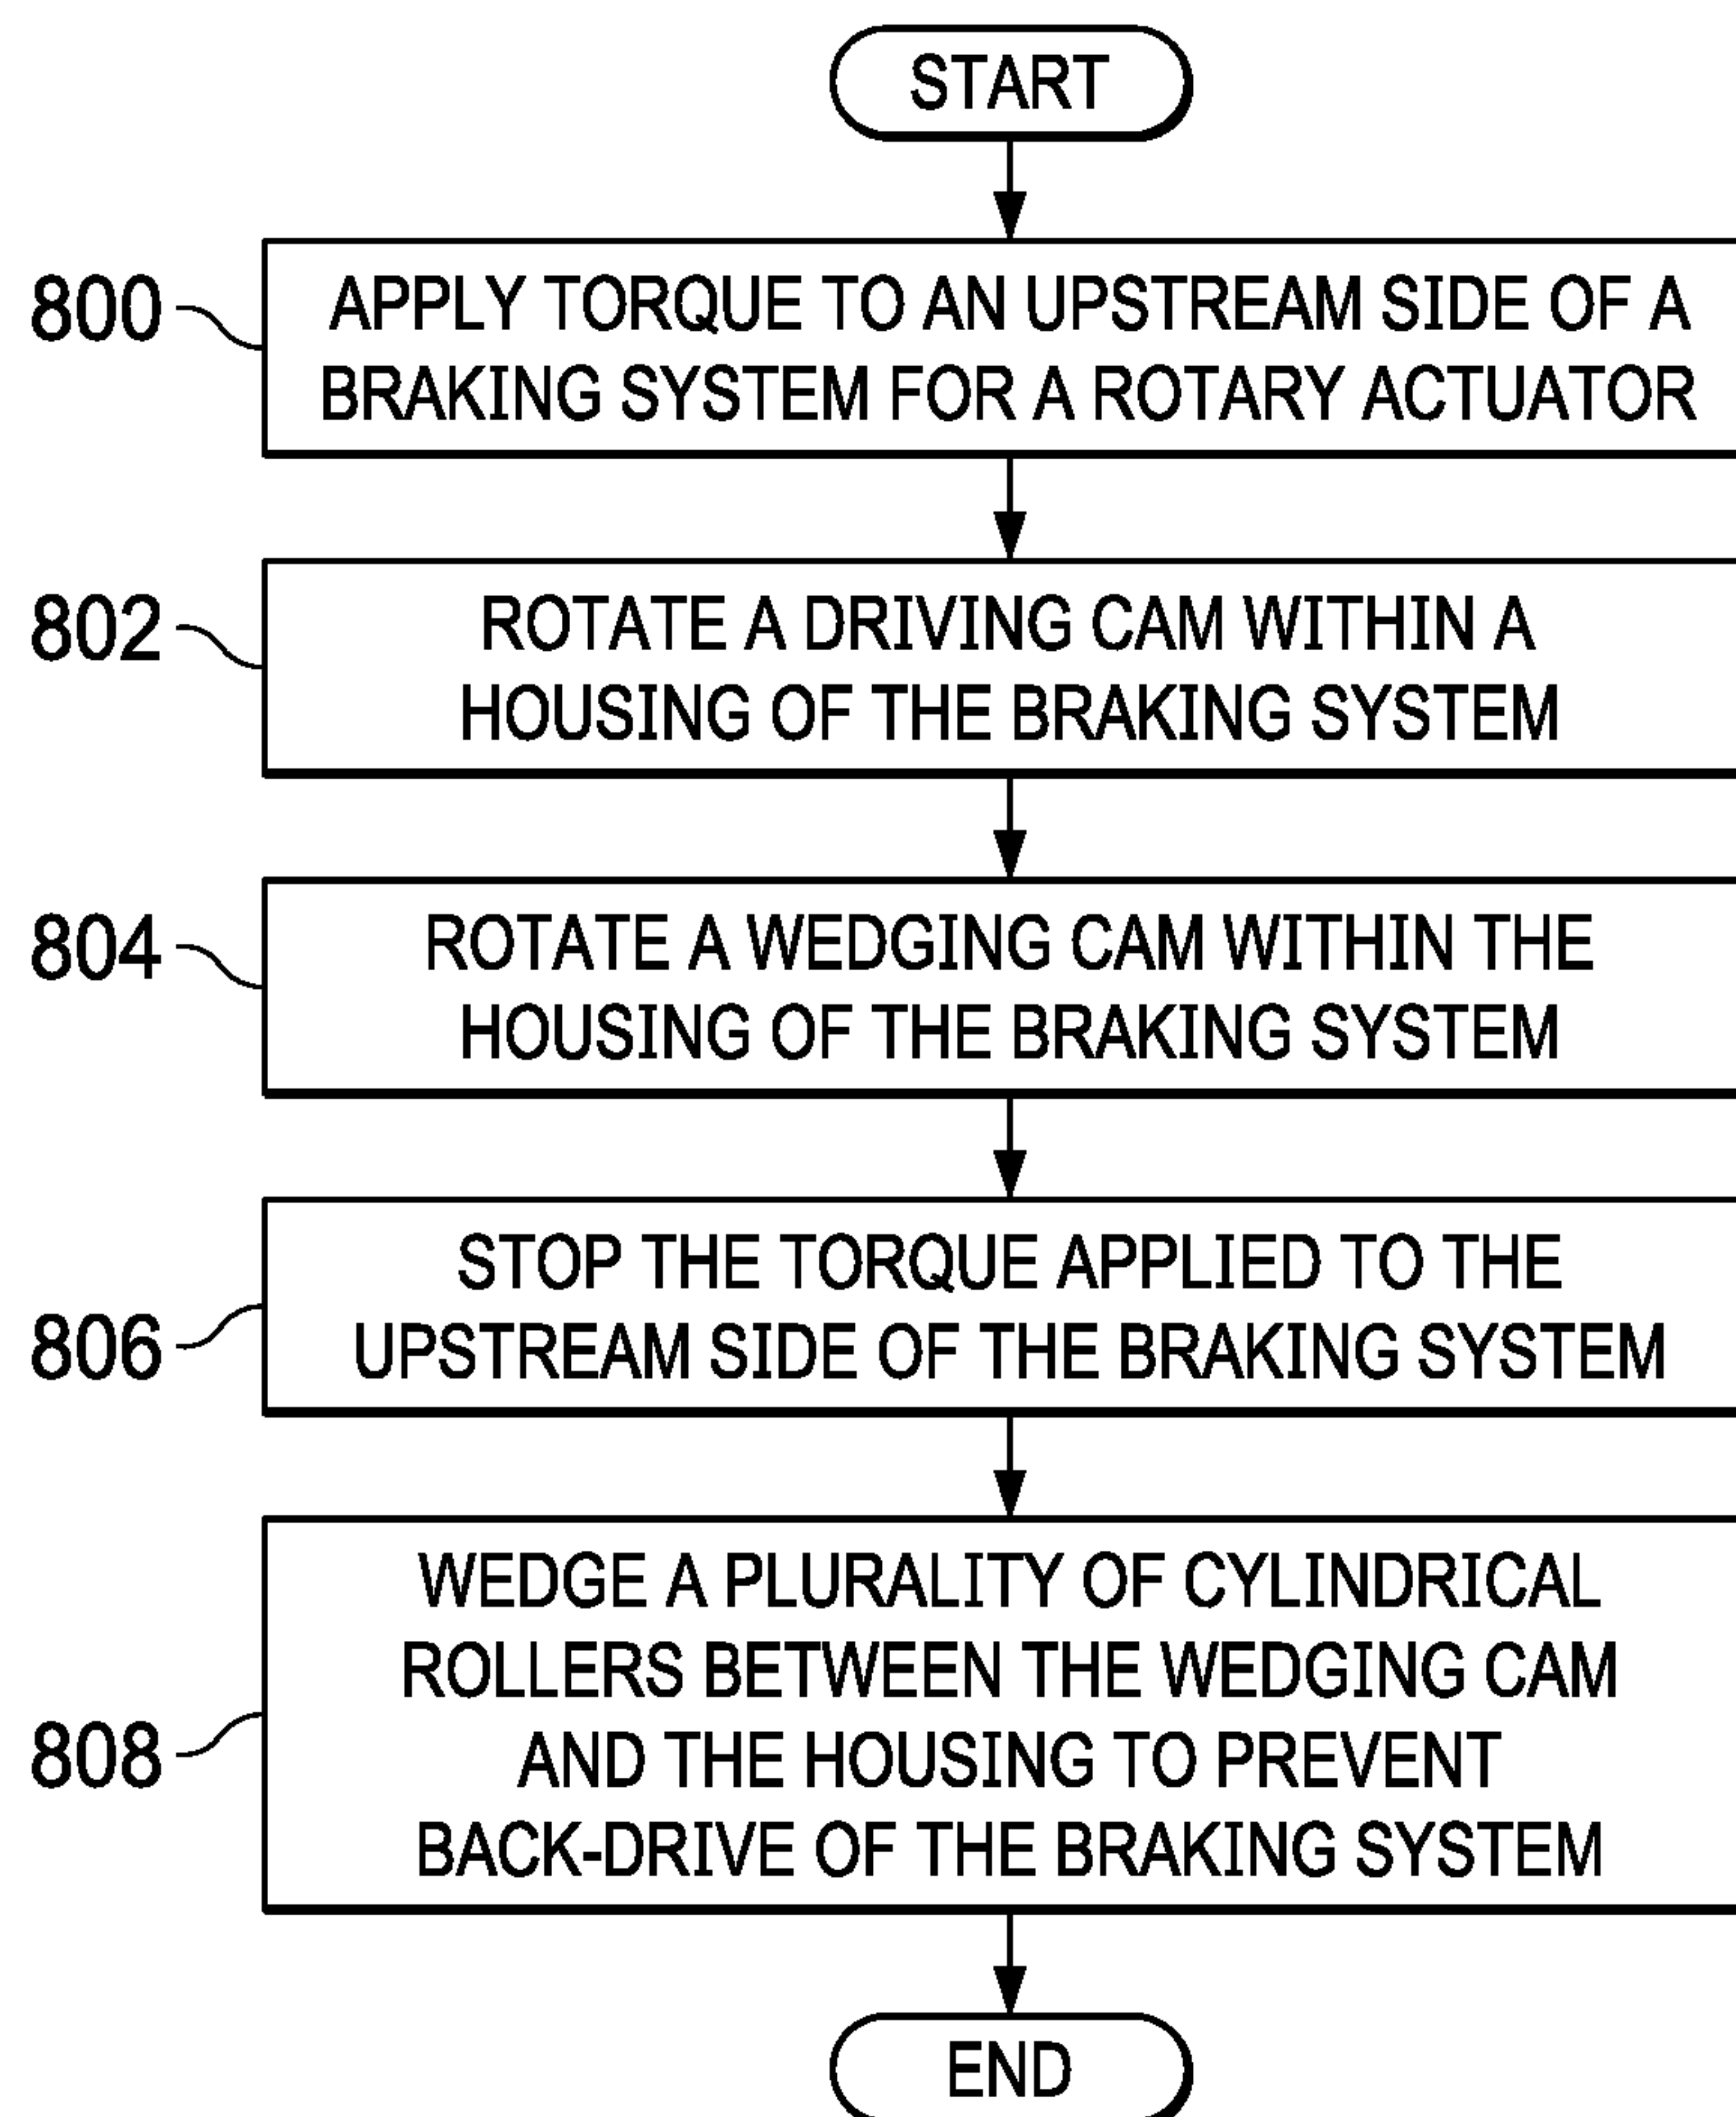 START
800
APPLY TORQUE TO AN UPSTREAM SIDE OF A
BRAKING SYSTEM FOR A ROTARY ACTUATOR
802
ROTATE A DRIVING CAM WITHIN A
HOUSING OF THE BRAKING SYSTEM
804
ROTATE A WEDGING CAM WITHIN THE
HOUSING OF THE BRAKING SYSTEM
806
STOP THE TORQUE APPLIED TO THE
UPSTREAM SIDE OF THE BRAKING SYSTEM
808
WEDGE A PLURALITY OF CYLINDRICAL
ROLLERS BETWEEN THE WEDGING CAM
AND THE HOUSING TO PREVENT
BACK-DRIVE OF THE BRAKING SYSTEM
END